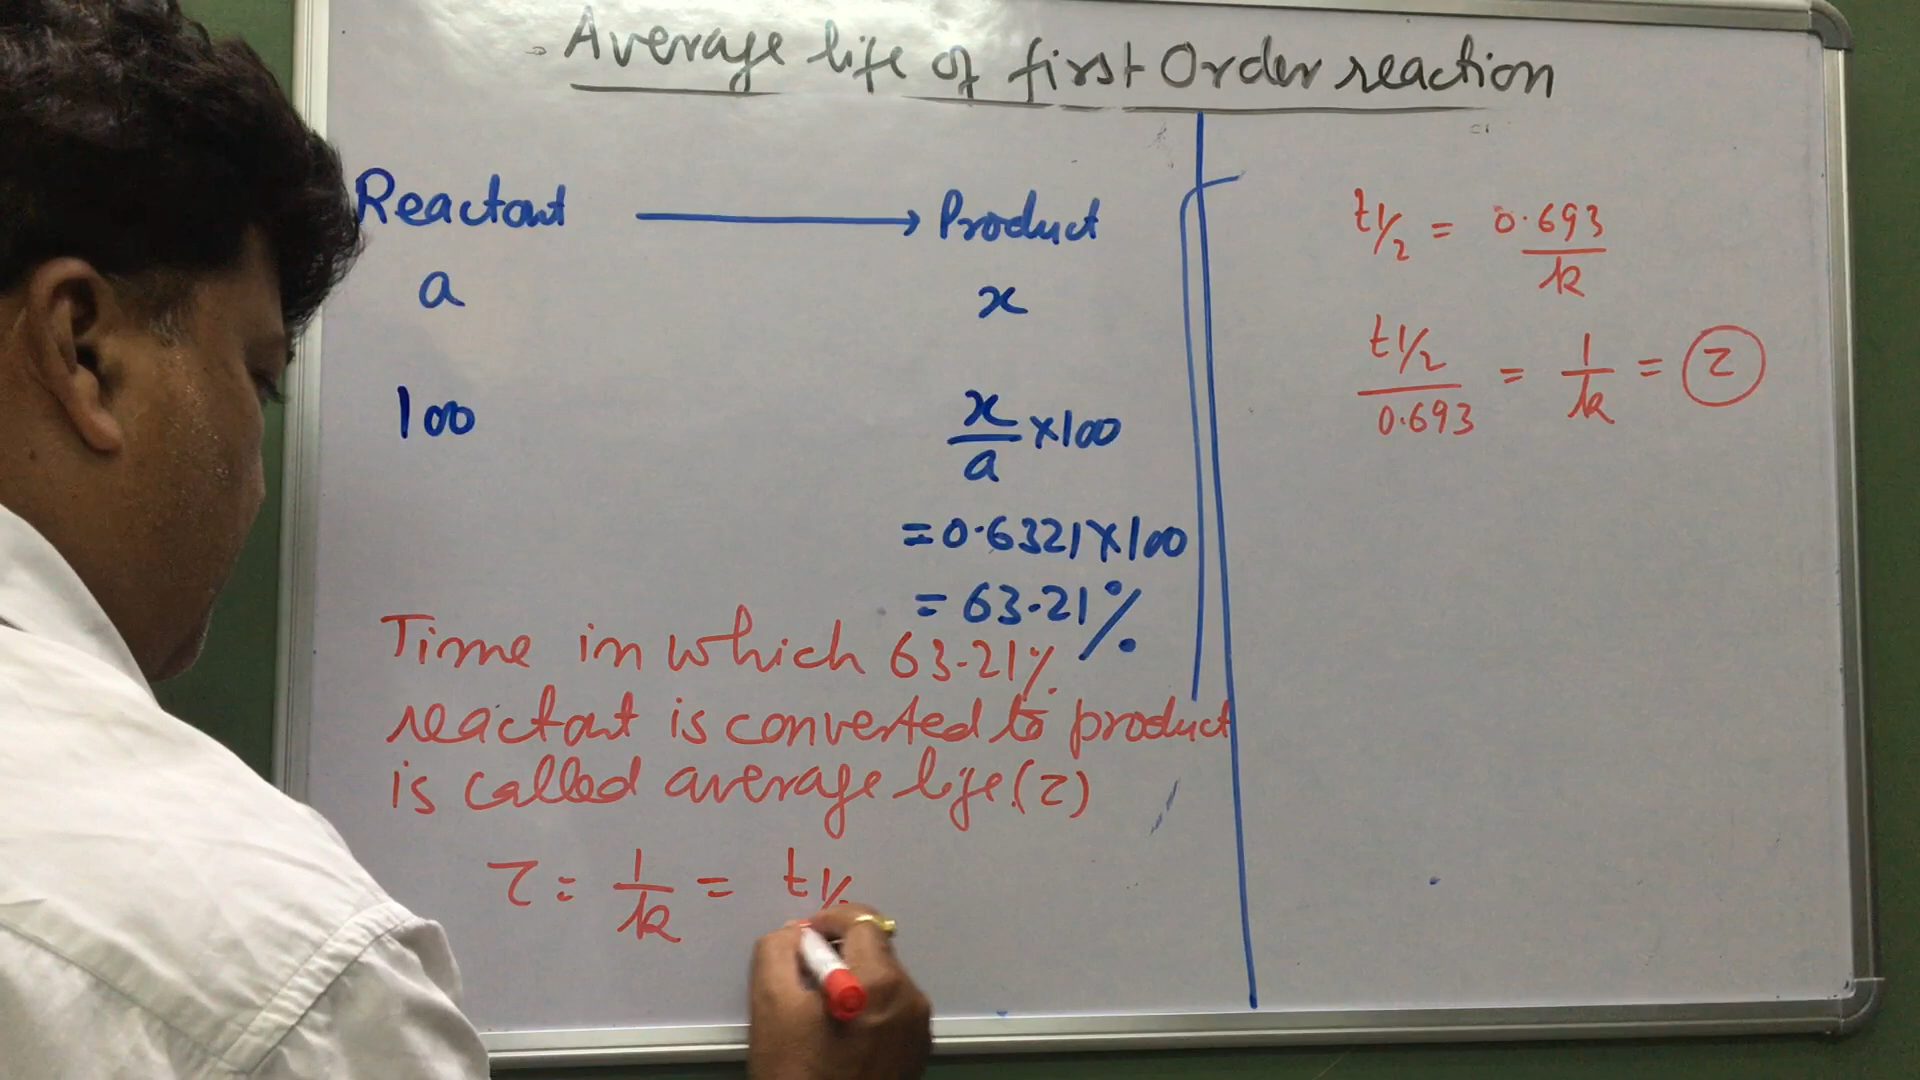 Average life of first Order reaction
Reactant → Product
a x
100 x/a ×100
= 0.6321×100
= 63.21%
Time in which 63.21%
reactant is converted to product
is called average life.(τ)
τ = 1/k = t1/2
t1/2 = 0.693/k
t1/2/0.693 = 1/k = τ